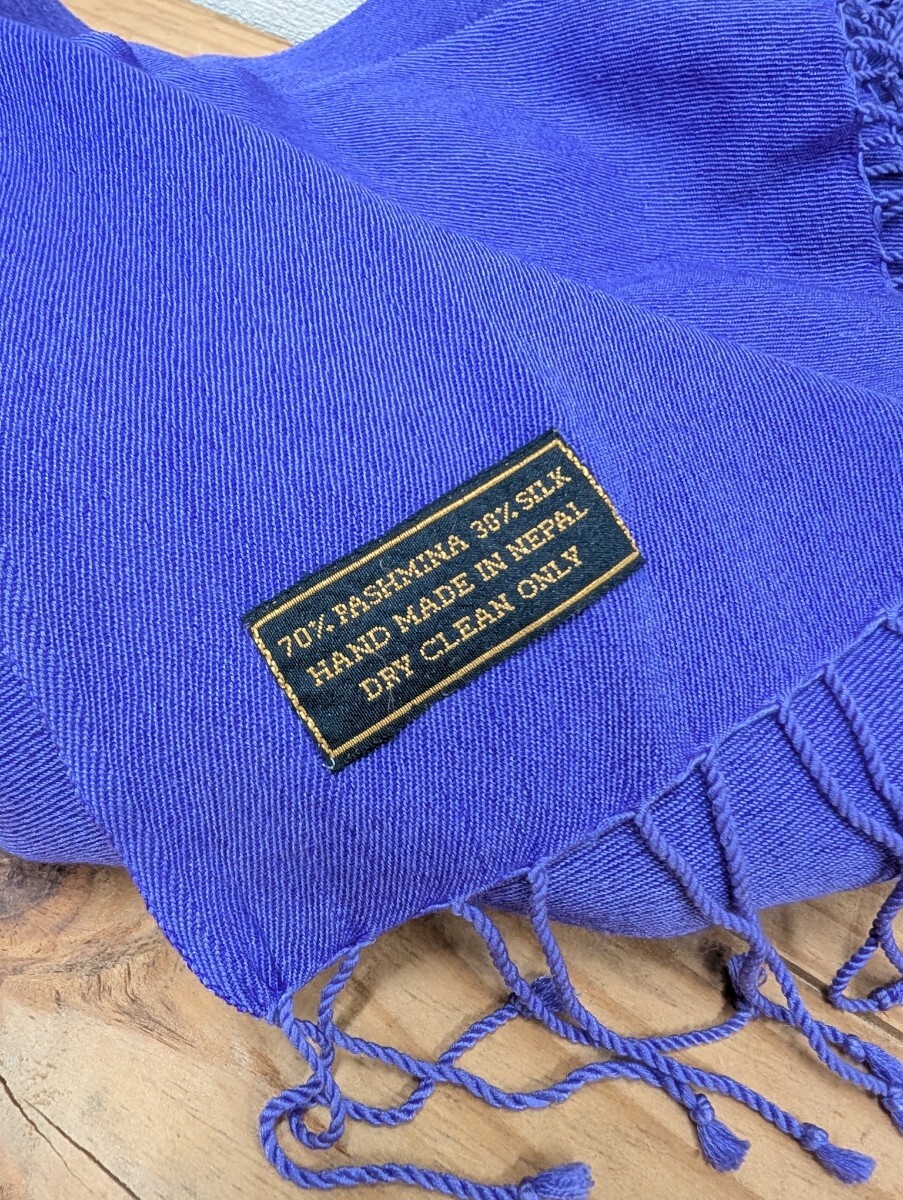 70% PASHMINA 30% SILK
HAND MADE IN NEPAL
DRY CLEAN ONLY